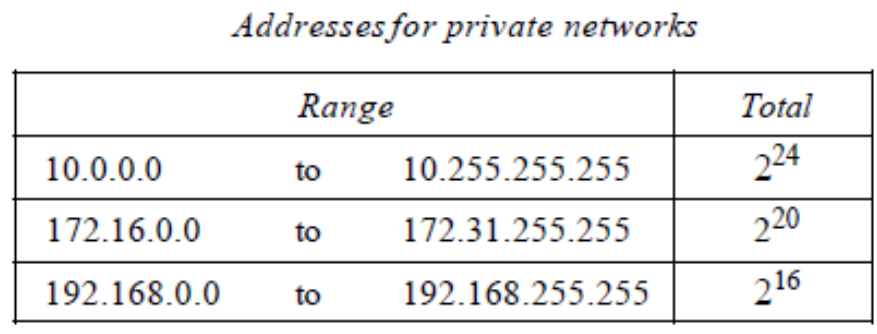 Addresses for private networks
Range Total
10.0.0.0 to 10.255.255.255 2^24
172.16.0.0 to 172.31.255.255 2^20
192.168.0.0 to 192.168.255.255 2^16